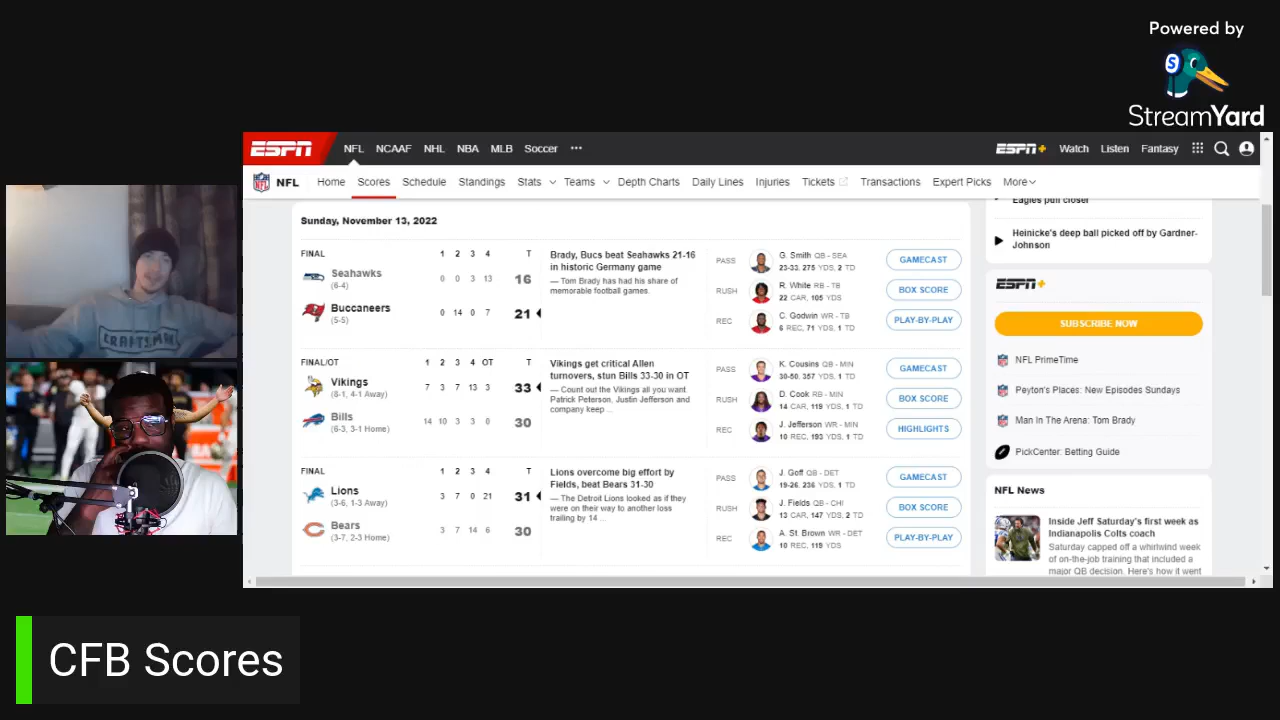 Powered by
StreamYard
ESPN NFL NCAAF NHL NBA MLB Soccer ••• ESPN+ Watch Listen Fantasy
NFL Home Scores Schedule Standings Stats Teams Depth Charts Daily Lines Injuries Tickets Transactions Expert Picks More
Sunday, November 13, 2022
FINAL 1 2 3 4 T
Seahawks 0 0 3 13 16
(6-4)
Buccaneers 0 14 0 7 21
(5-5)
Brady, Bucs beat Seahawks 21-16
in historic Germany game
— Tom Brady has had his share of
memorable football games.
PASS G. Smith QB - SEA
23-33, 275 YDS, 2 TD
RUSH R. White RB - TB
22 CAR, 105 YDS
REC C. Godwin WR - TB
6 REC, 71 YDS, 1 TD
GAMECAST
BOX SCORE
PLAY-BY-PLAY
FINAL/OT 1 2 3 4 OT T
Vikings 7 3 7 13 3 33
(8-1, 4-1 Away)
Bills 14 10 3 3 0 30
(6-3, 3-1 Home)
Vikings get critical Allen
turnovers, stun Bills 33-30 in OT
— Count out the Vikings all you want
Patrick Peterson, Justin Jefferson and
company keep ...
PASS K. Cousins QB - MIN
30-50, 357 YDS, 1 TD
RUSH D. Cook RB - MIN
14 CAR, 119 YDS, 1 TD
REC J. Jefferson WR - MIN
10 REC, 193 YDS, 1 TD
GAMECAST
BOX SCORE
HIGHLIGHTS
FINAL 1 2 3 4 T
Lions 3 7 0 21 31
(3-6, 1-3 Away)
Bears 3 7 14 6 30
(3-7, 2-3 Home)
Lions overcome big effort by
Fields, beat Bears 31-30
— The Detroit Lions looked as if they
were on their way to another loss
trailing by 14 ...
PASS J. Goff QB - DET
19-26, 236 YDS, 1 TD
RUSH J. Fields QB - CHI
13 CAR, 147 YDS, 2 TD
REC A. St. Brown WR - DET
10 REC, 119 YDS
GAMECAST
BOX SCORE
PLAY-BY-PLAY
Eagles pull closer
Heinicke's deep ball picked off by Gardner-
Johnson
ESPN+
SUBSCRIBE NOW
NFL PrimeTime
Peyton's Places: New Episodes Sundays
Man In The Arena: Tom Brady
PickCenter: Betting Guide
NFL News
Inside Jeff Saturday's first week as
Indianapolis Colts coach
Saturday capped off a whirlwind week
of on-the-job training that included a
major QB decision. Here's how it went
CRAFTSMAN
CFB Scores